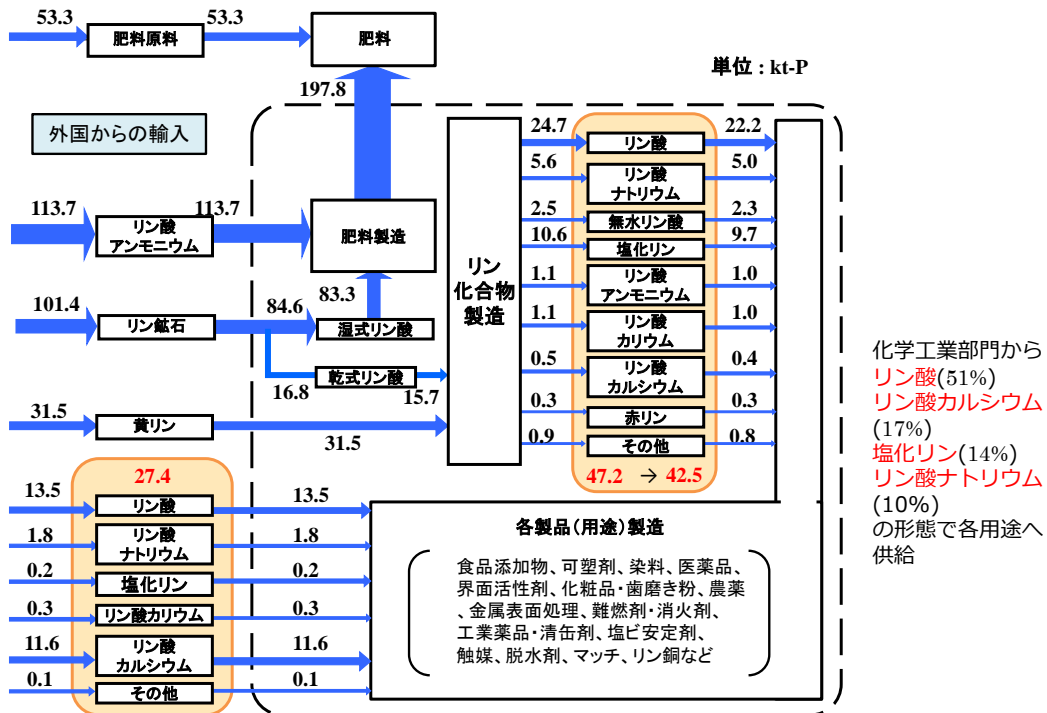 53.3
肥料原料
53.3
肥料
単位：kt-P
197.8
外国からの輸入
113.7
リン酸
アンモニウム
113.7
肥料製造
83.3
101.4
リン鉱石
84.6
湿式リン酸
16.8
乾式リン酸
15.7
31.5
黄リン
31.5
リン
化合物
製造
24.7
リン酸
22.2
5.6
リン酸
ナトリウム
5.0
2.5
無水リン酸
2.3
10.6
塩化リン
9.7
1.1
リン酸
アンモニウム
1.0
1.1
リン酸
カリウム
1.0
0.5
リン酸
カルシウム
0.4
0.3
赤リン
0.3
0.9
その他
0.8
47.2 → 42.5
化学工業部門から
リン酸(51%)
リン酸カルシウム
(17%)
塩化リン(14%)
リン酸ナトリウム
(10%)
の形態で各用途へ
供給
27.4
13.5
リン酸
13.5
1.8
リン酸
ナトリウム
1.8
0.2
塩化リン
0.2
0.3
リン酸カリウム
0.3
11.6
リン酸
カルシウム
11.6
0.1
その他
0.1
各製品（用途）製造
食品添加物、可塑剤、染料、医薬品、
界面活性剤、化粧品・歯磨き粉、農薬
、金属表面処理、難燃剤・消火剤、
工業薬品・清缶剤、塩ビ安定剤、
触媒、脱水剤、マッチ、リン銅など